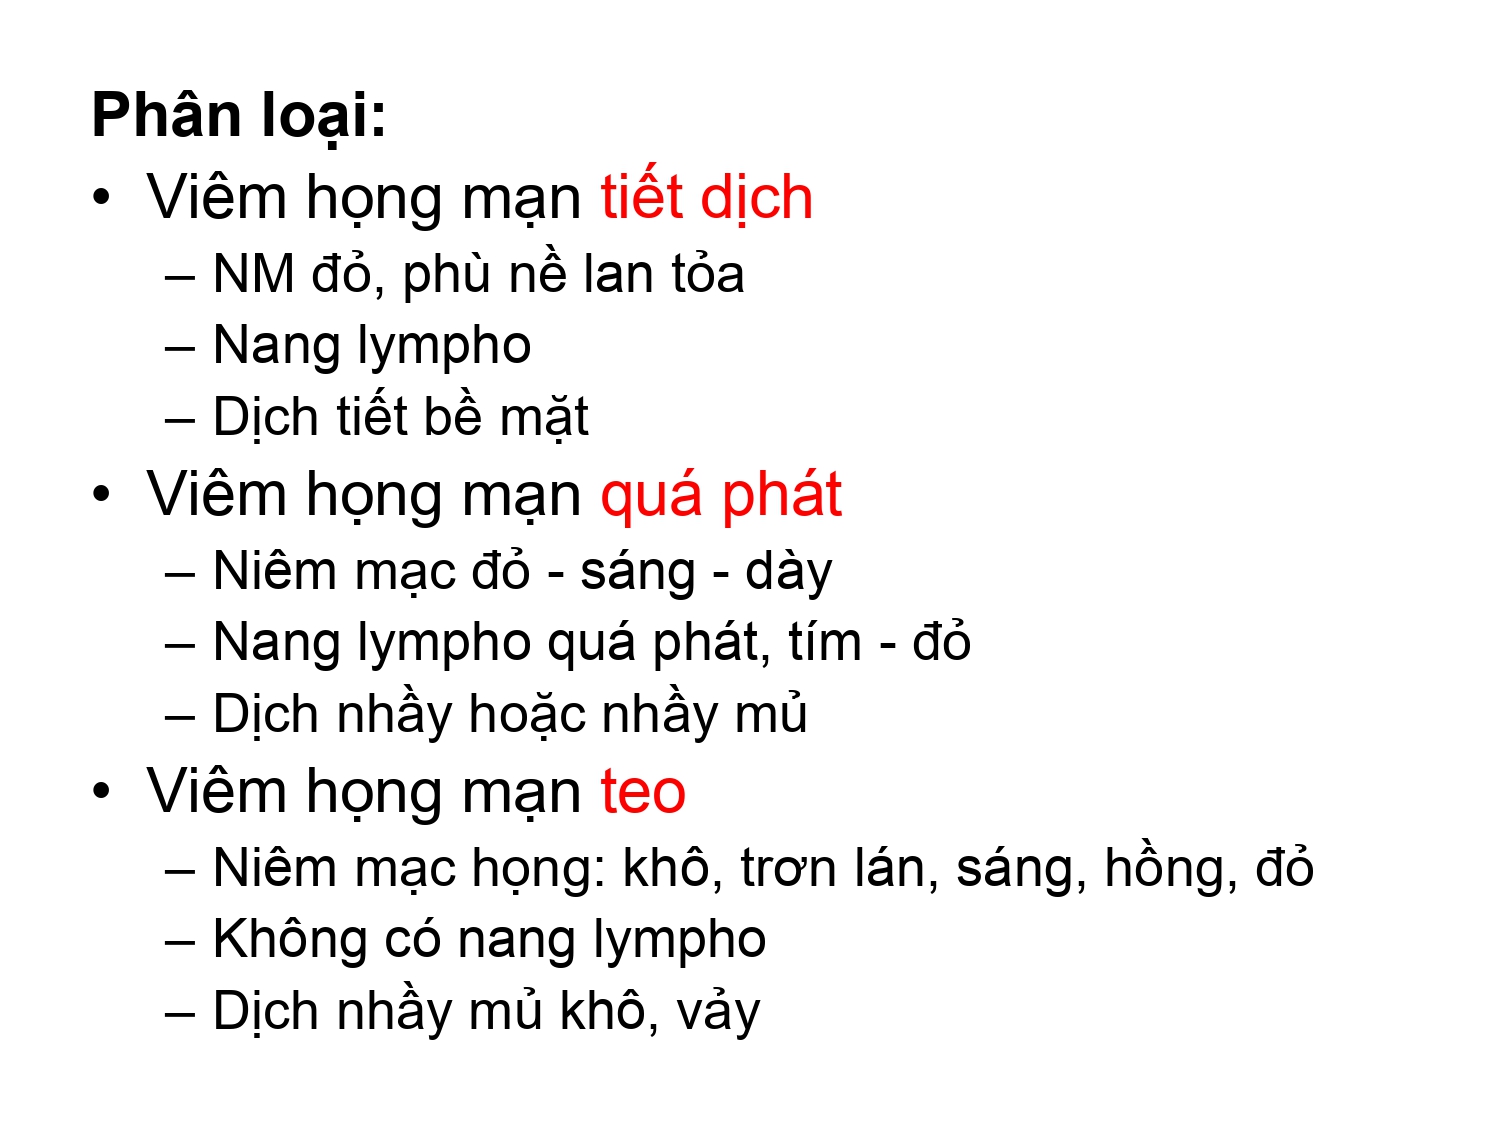 Phân loại:
• Viêm họng mạn tiết dịch
– NM đỏ, phù nề lan tỏa
– Nang lympho
– Dịch tiết bề mặt
• Viêm họng mạn quá phát
– Niêm mạc đỏ - sáng - dày
– Nang lympho quá phát, tím - đỏ
– Dịch nhầy hoặc nhầy mủ
• Viêm họng mạn teo
– Niêm mạc họng: khô, trơn lán, sáng, hồng, đỏ
– Không có nang lympho
– Dịch nhầy mủ khô, vảy